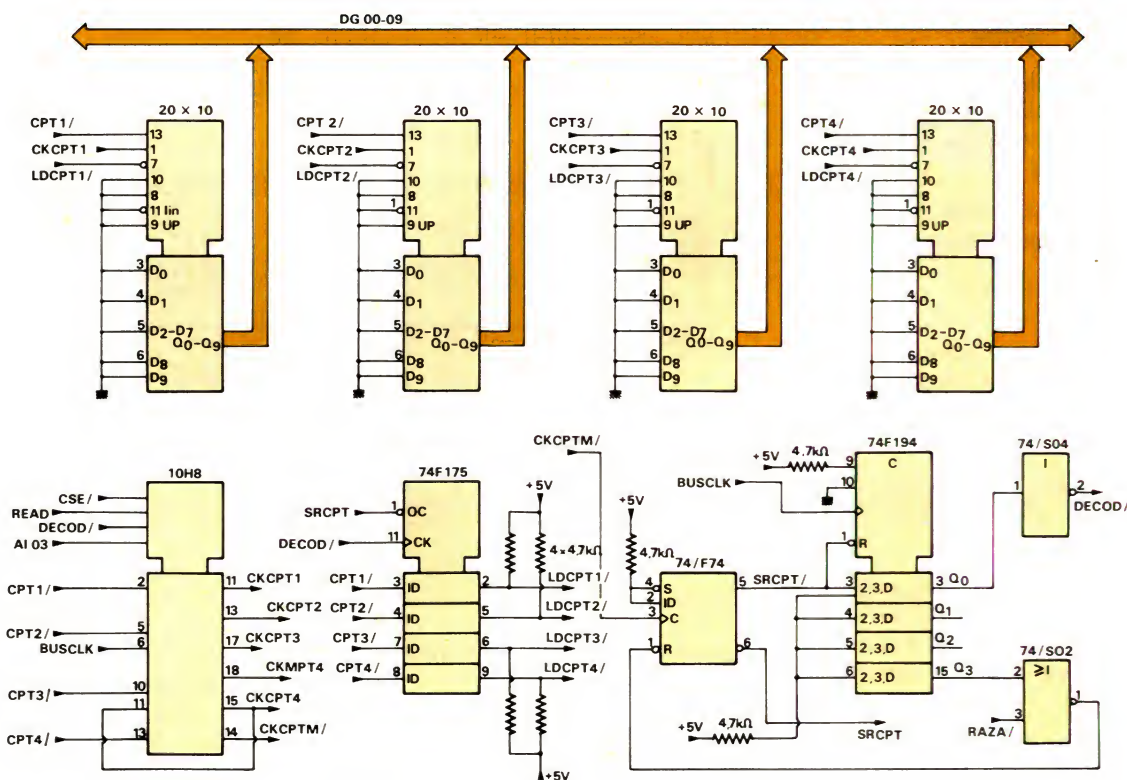 DG 00-09
20 × 10
CPT1/
13
CKCPT1
1
7
LDCPT1/
10
8
11 Iin
9 UP
3 D0
4 D1
5 D2-D7
Q0-Q9
6 D8
D9
20 × 10
CPT 2/
13
CKCPT2
1
7
LDCPT2/
10
8
1 11
9 UP
3 D0
4 D1
5 D2-D7
Q0-Q9
6 D8
D9
20 × 10
CPT3/
13
CKCPT3
1
7
LDCPT3/
10
8
1 11
9 UP
3 D0
4 D1
5 D2-D7
Q0-Q9
6 D8
D9
20 × 10
CPT4/
13
CKCPT4
1
7
LDCPT4/
10
8
1 11
9 UP
3 D0
4 D1
5 D2-D7
Q0-Q9
6 D8
D9
10H8
CSE/
READ
DECOD/
AI 03
CPT1/ 2
11 CKCPT1
13 CKCPT2
CPT2/ 5
BUSCLK 6
17 CKCPT3
18 CKMPT4
CPT3/ 10
11
15 CKCPT4
CPT4/ 13
14 CKCPTM/
74F175
SRCPT 1 OC
DECOD/ 11 CK
+5V
4×4,7kΩ
CPT1/ 3 ID 2 LDCPT1/
CPT2/ 4 ID 5 LDCPT2/
CPT3/ 7 ID 6 LDCPT3/
CPT4/ 8 ID 9 LDCPT4/
+5V
CKCPTM/
+5V
4,7kΩ
74/F74
4 S
2 ID
3 C
1 R
5 SRCPT/
6
SRCPT
74F194
+5V 4.7kΩ 9 C
10
BUSCLK
1 R
3 2,3,D 3 Q0
4 2,3,D Q1
5 2,3,D Q2
6 2,3,D 15 Q3
+5V 4,7kΩ
74/S04
I
1 2
DECOD/
74/S02
2 ≥I 1
3
RAZA/